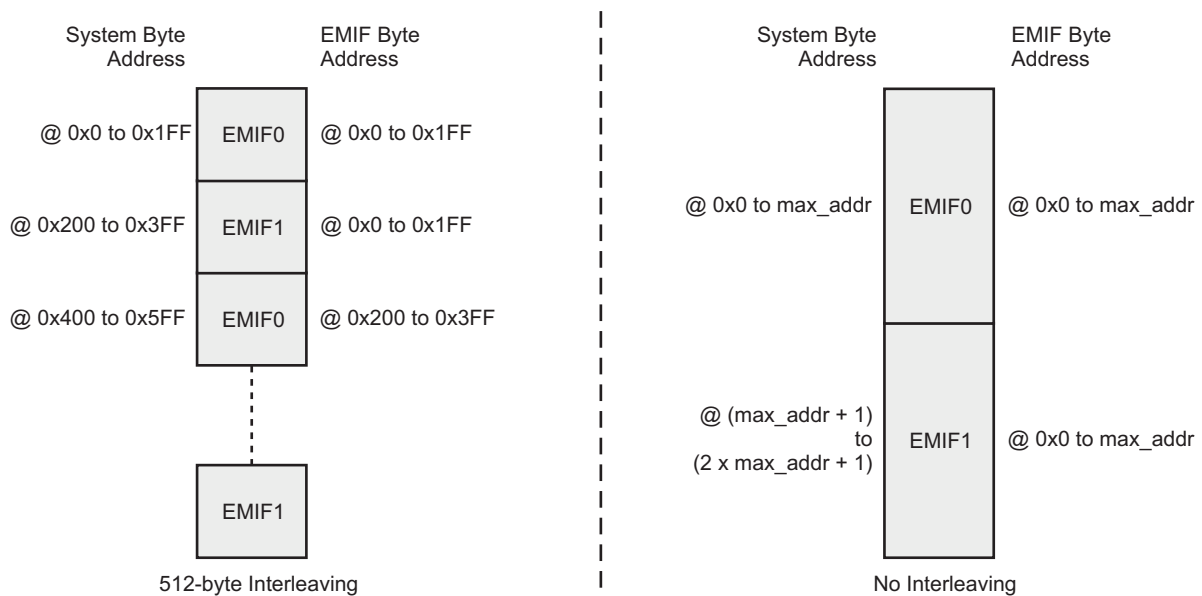 System Byte
Address
EMIF Byte
Address
@ 0x0 to 0x1FF
EMIF0
@ 0x0 to 0x1FF
@ 0x200 to 0x3FF
EMIF1
@ 0x0 to 0x1FF
@ 0x400 to 0x5FF
EMIF0
@ 0x200 to 0x3FF
EMIF1
512-byte Interleaving
System Byte
Address
EMIF Byte
Address
@ 0x0 to max_addr
EMIF0
@ 0x0 to max_addr
@ (max_addr + 1)
to
(2 x max_addr + 1)
EMIF1
@ 0x0 to max_addr
No Interleaving